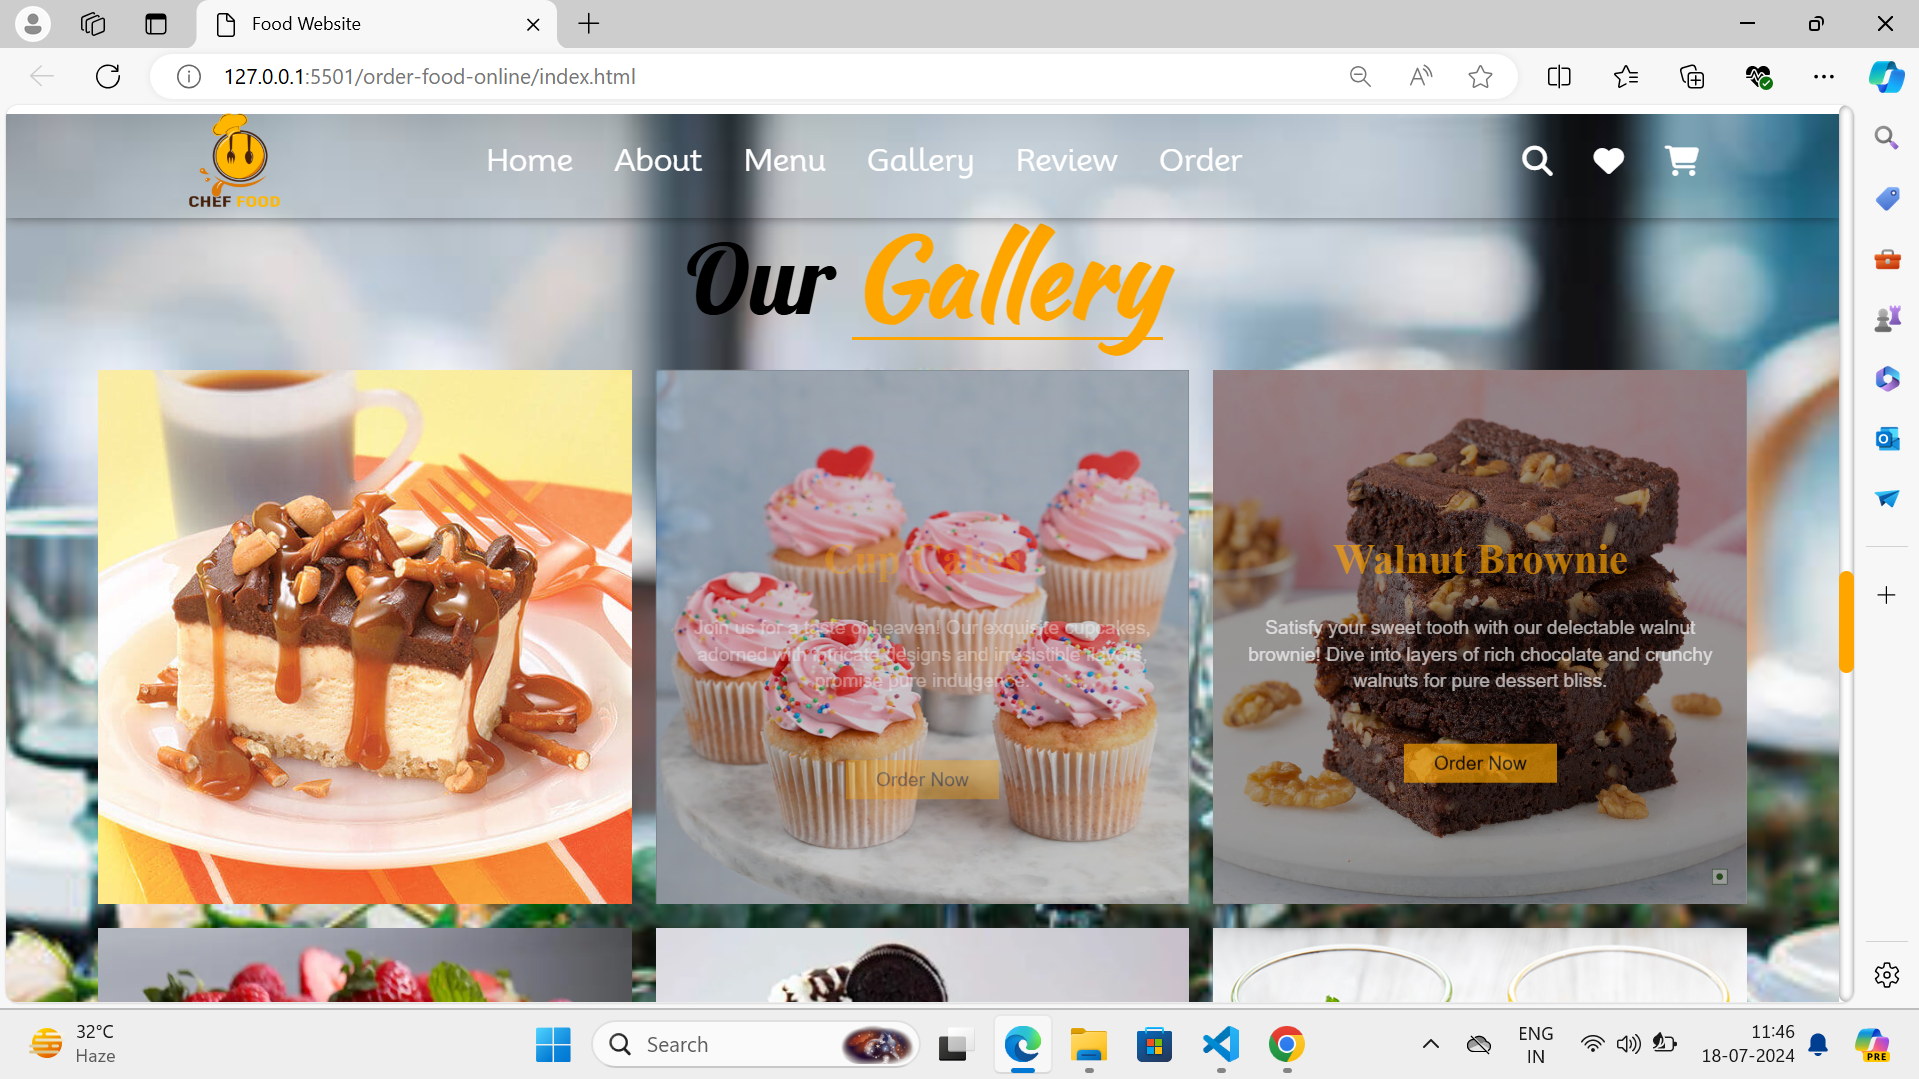 Food Website
127.0.0.1:5501/order-food-online/index.html
CHEF FOOD
Home About Menu Gallery Review Order
Our Gallery
Cup Cakes
Join us for a taste of heaven! Our exquisite cupcakes,
adorned with intricate designs and irresistible flavors,
promise pure indulgence.
Order Now
Walnut Brownie
Satisfy your sweet tooth with our delectable walnut
brownie! Dive into layers of rich chocolate and crunchy
walnuts for pure dessert bliss.
Order Now
32°C
Haze
Search
ENG
IN
11:46
18-07-2024
PRE